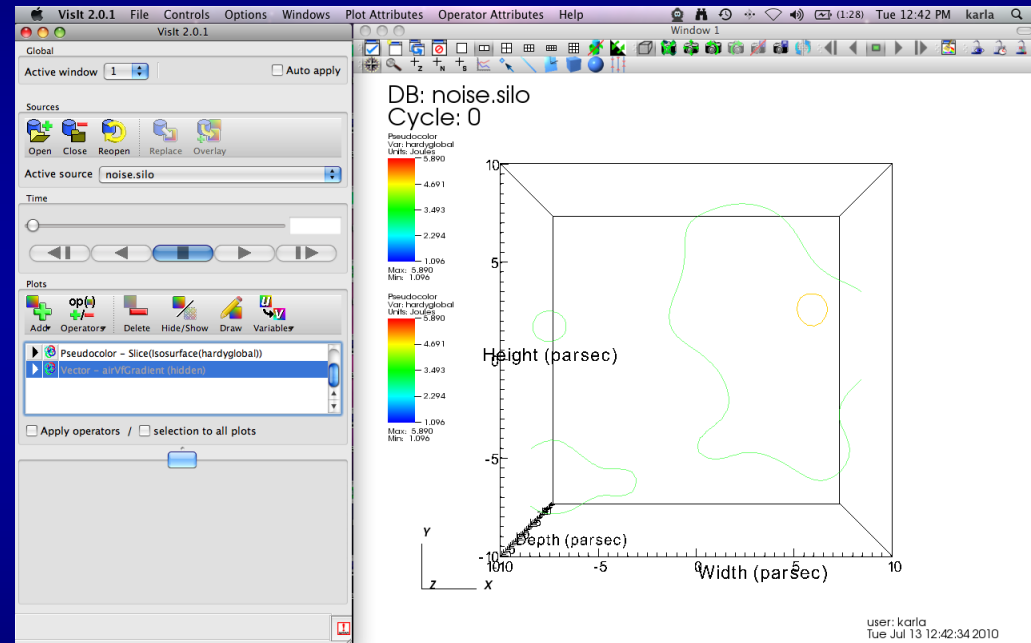 VisIt 2.0.1 File Controls Options Windows Plot Attributes Operator Attributes Help (1:28) Tue 12:42 PM karla
VisIt 2.0.1
Global
Active window 1 Auto apply
Sources
Open Close Reopen Replace Overlay
Active source noise.silo
Time
Plots
op(u)
+/-
Add Operators Delete Hide/Show Draw Variables
Pseudocolor - Slice(Isosurface(hardyglobal))
Vector - airVfGradient (hidden)
Apply operators / selection to all plots
Window 1
DB: noise.silo
Cycle: 0
Pseudocolor
Var: hardyglobal
Units: Joules
5.890
4.691
3.493
2.294
1.096
Max: 5.890
Min: 1.096
Pseudocolor
Var: hardyglobal
Units: Joules
5.890
4.691
3.493
2.294
1.096
Max: 5.890
Min: 1.096
10
5
Height (parsec)
0
-5
-10
Depth (parsec)
-5
0
5
10
Width (parsec)
Y
Z
X
user: karla
Tue Jul 13 12:42:34 2010